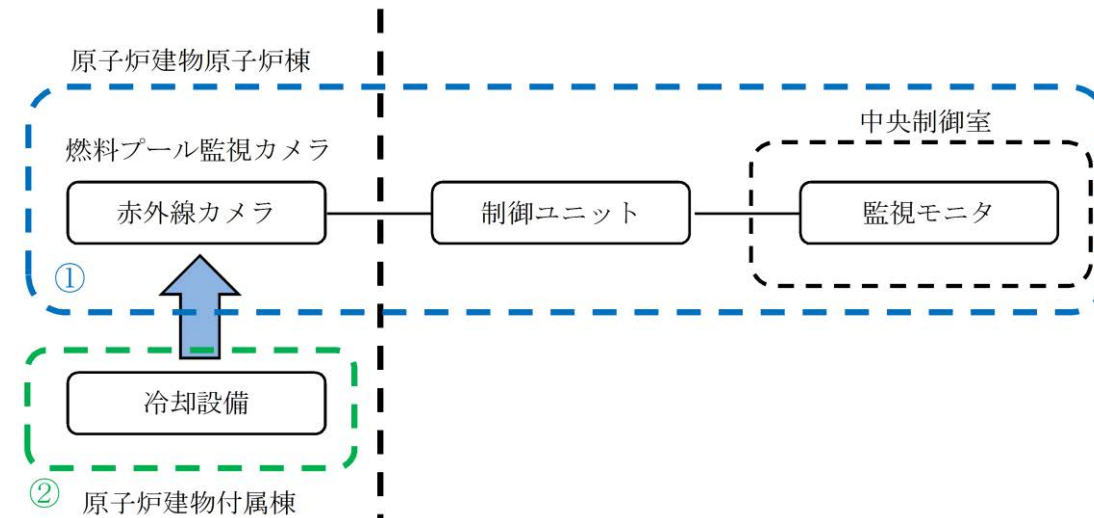 原子炉建物原子炉棟
中央制御室
燃料プール監視カメラ
赤外線カメラ
制御ユニット
監視モニタ
①
冷却設備
②
原子炉建物付属棟